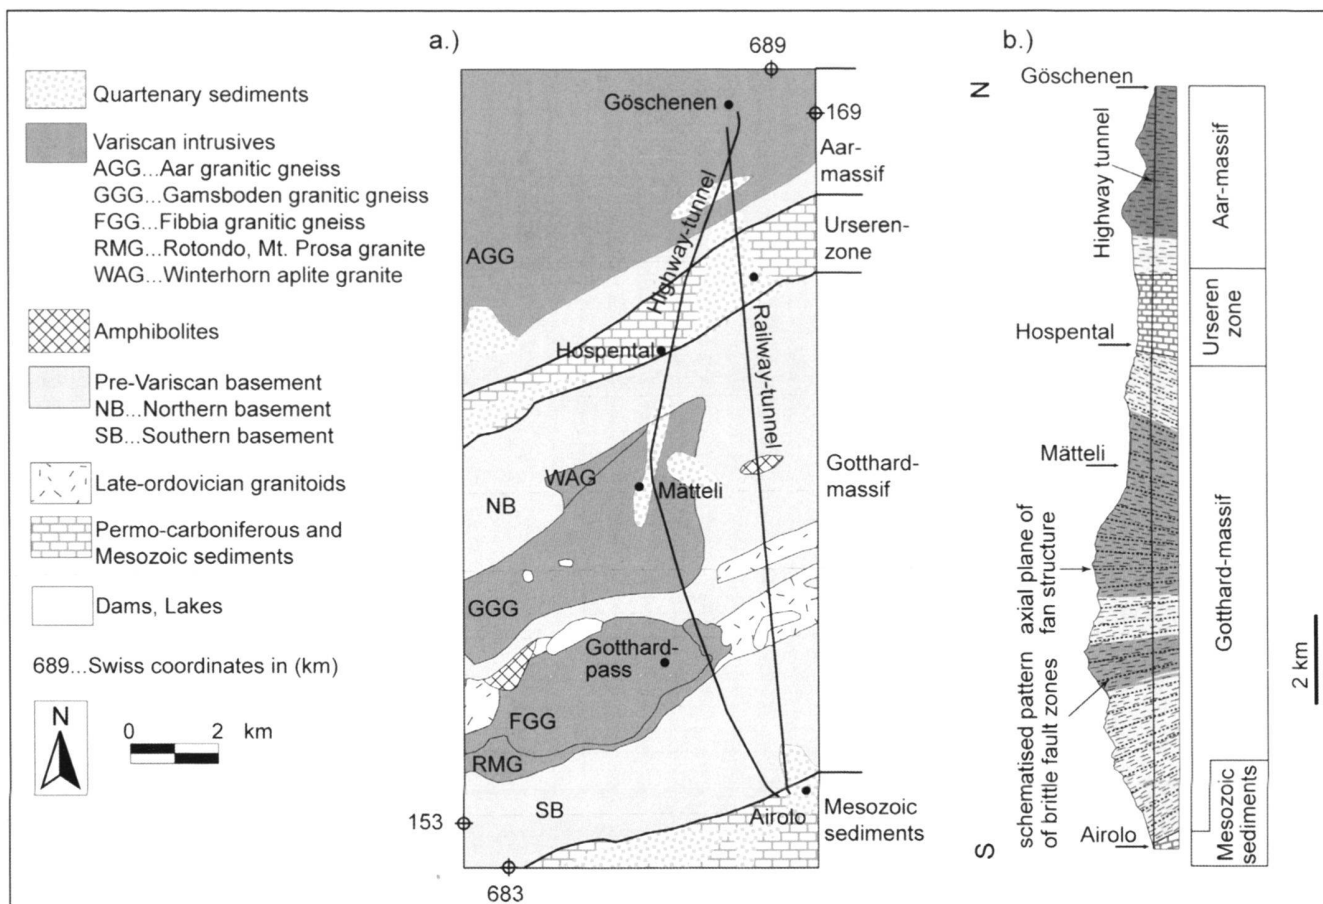 Quartenary sediments
Variscan intrusives
AGG...Aar granitic gneiss
GGG...Gamsboden granitic gneiss
FGG...Fibbia granitic gneiss
RMG...Rotondo, Mt. Prosa granite
WAG...Winterhorn aplite granite
Amphibolites
Pre-Variscan basement
NB...Northern basement
SB...Southern basement
Late-ordovician granitoids
Permo-carboniferous and
Mesozoic sediments
Dams, Lakes
689...Swiss coordinates in (km)
N
0 2 km
a.)
689
Göschenen
169
Aar-
massif
Urseren-
zone
AGG
Highway-tunnel
Hospental
Railway-tunnel
WAG
Mätteli
NB
Gotthard-
massif
GGG
Gotthard-
pass
FGG
RMG
SB
153
Airolo
Mesozoic
sediments
683
b.)
N
Göschenen
Highway tunnel
Aar-massif
Hospental
Urseren
zone
Mätteli
axial plane of
fan structure
Gotthard-massif
2 km
schematised patten
of brittle fault zones
Airolo
Mesozoic
sediments
S